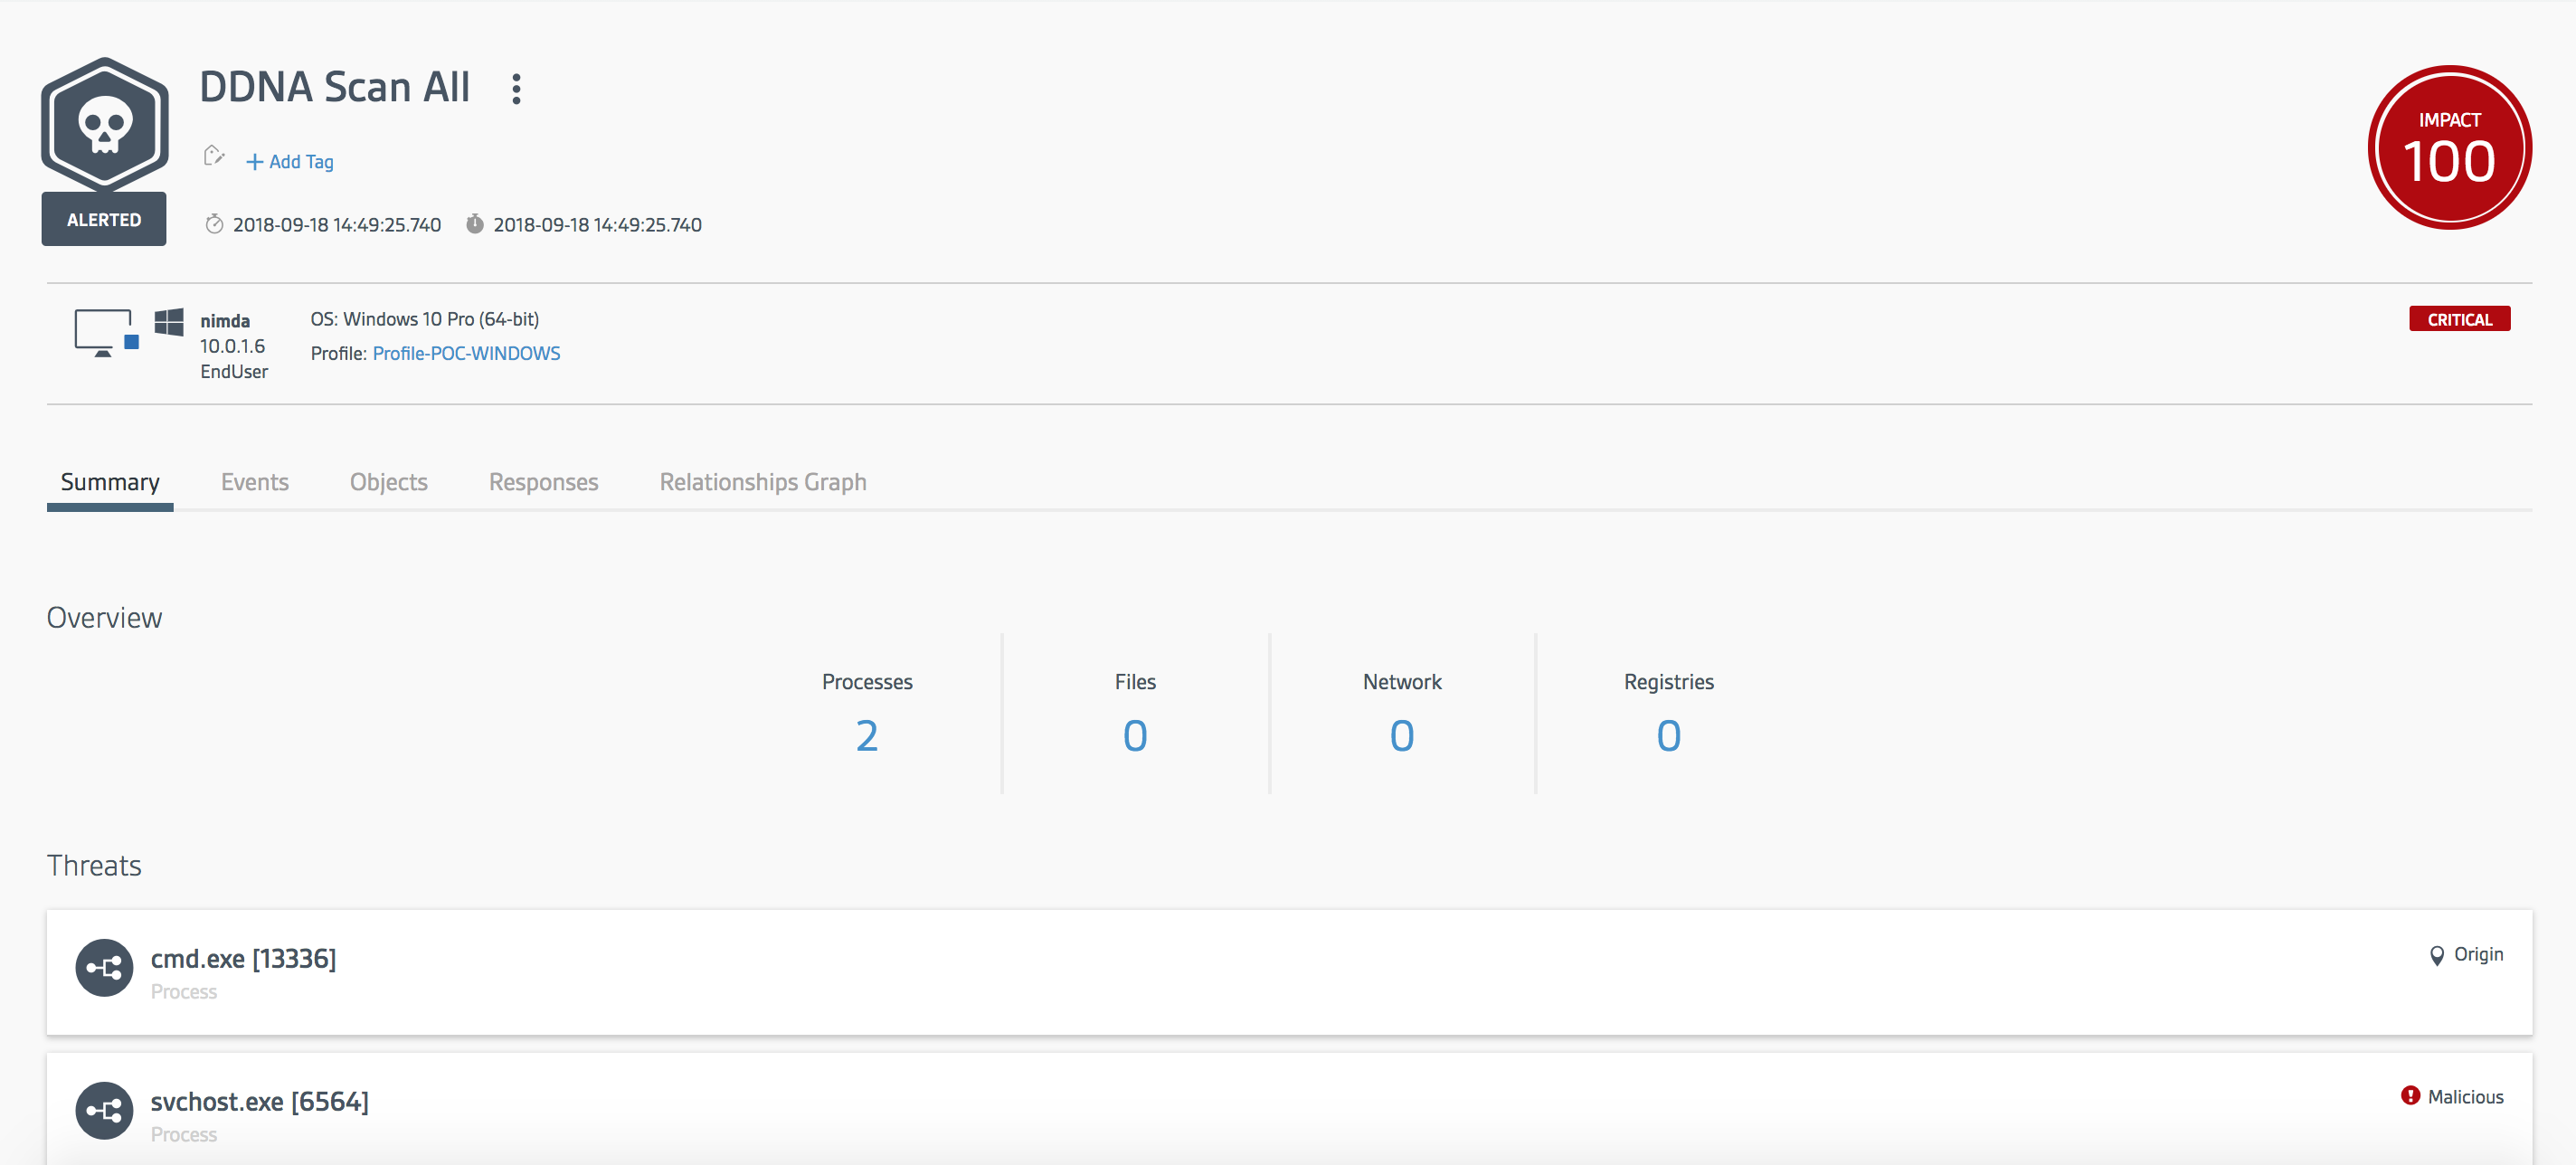 DDNA Scan All
+ Add Tag
ALERTED
2018-09-18 14:49:25.740 2018-09-18 14:49:25.740
IMPACT
100
nimda
10.0.1.6
EndUser
OS: Windows 10 Pro (64-bit)
Profile: Profile-POC-WINDOWS
CRITICAL
Summary Events Objects Responses Relationships Graph
Overview
Processes Files Network Registries
2 0 0 0
Threats
cmd.exe [13336]
Process
Origin
svchost.exe [6564]
Process
Malicious